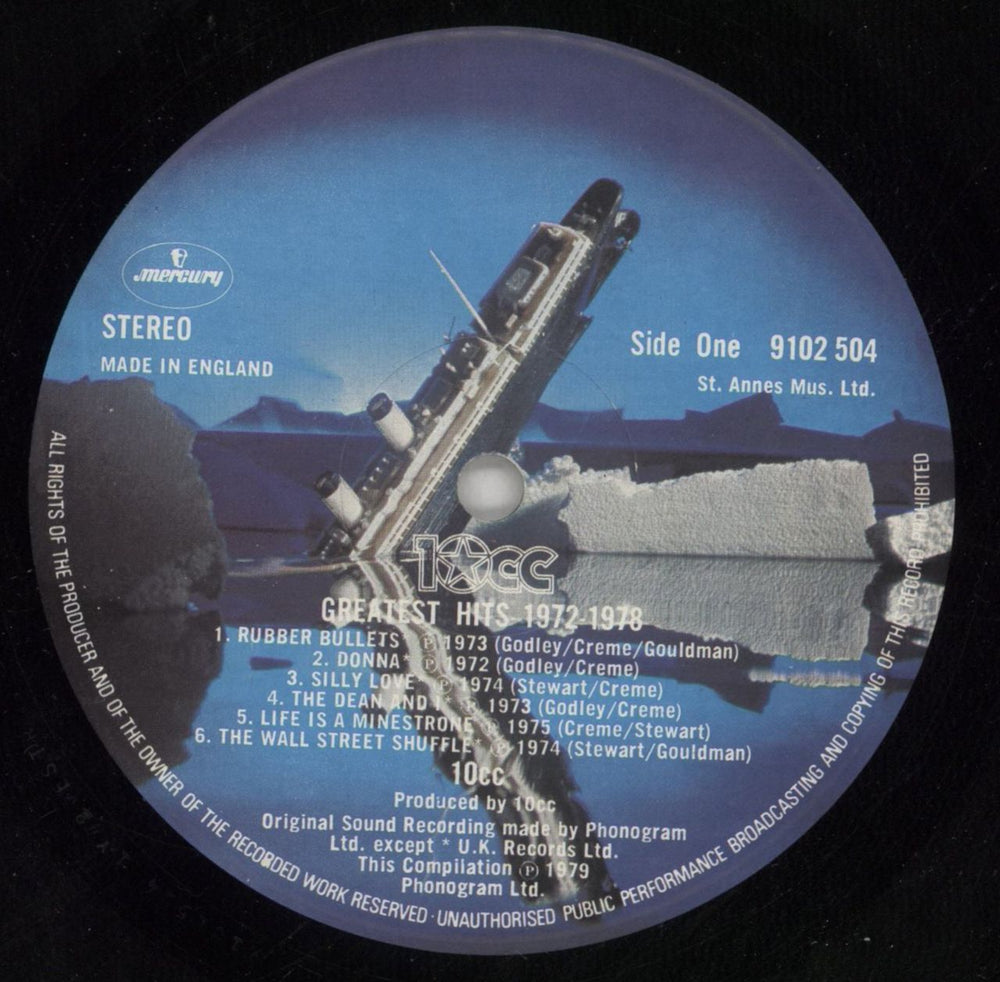 mercury
STEREO
MADE IN ENGLAND
Side One 9102 504
St. Annes Mus. Ltd.
10cc
GREATEST HITS 1972-1978
1. RUBBER BULLETS* ℗ 1973 (Godley/Creme/Gouldman)
2. DONNA* ℗ 1972 (Godley/Creme)
3. SILLY LOVE* ℗ 1974 (Stewart/Creme)
4. THE DEAN AND I* ℗ 1973 (Godley/Creme)
5. LIFE IS A MINESTRONE ℗ 1975 (Creme/Stewart)
6. THE WALL STREET SHUFFLE* ℗ 1974 (Stewart/Gouldman)
10cc
Produced by 10cc
Original Sound Recording made by Phonogram
Ltd. except * U.K. Records Ltd.
This Compilation ℗ 1979
Phonogram Ltd.
ALL RIGHTS OF THE PRODUCER AND OF THE OWNER OF THE RECORDED WORK RESERVED · UNAUTHORISED PUBLIC PERFORMANCE BROADCASTING AND COPYING OF THIS RECORD PROHIBITED